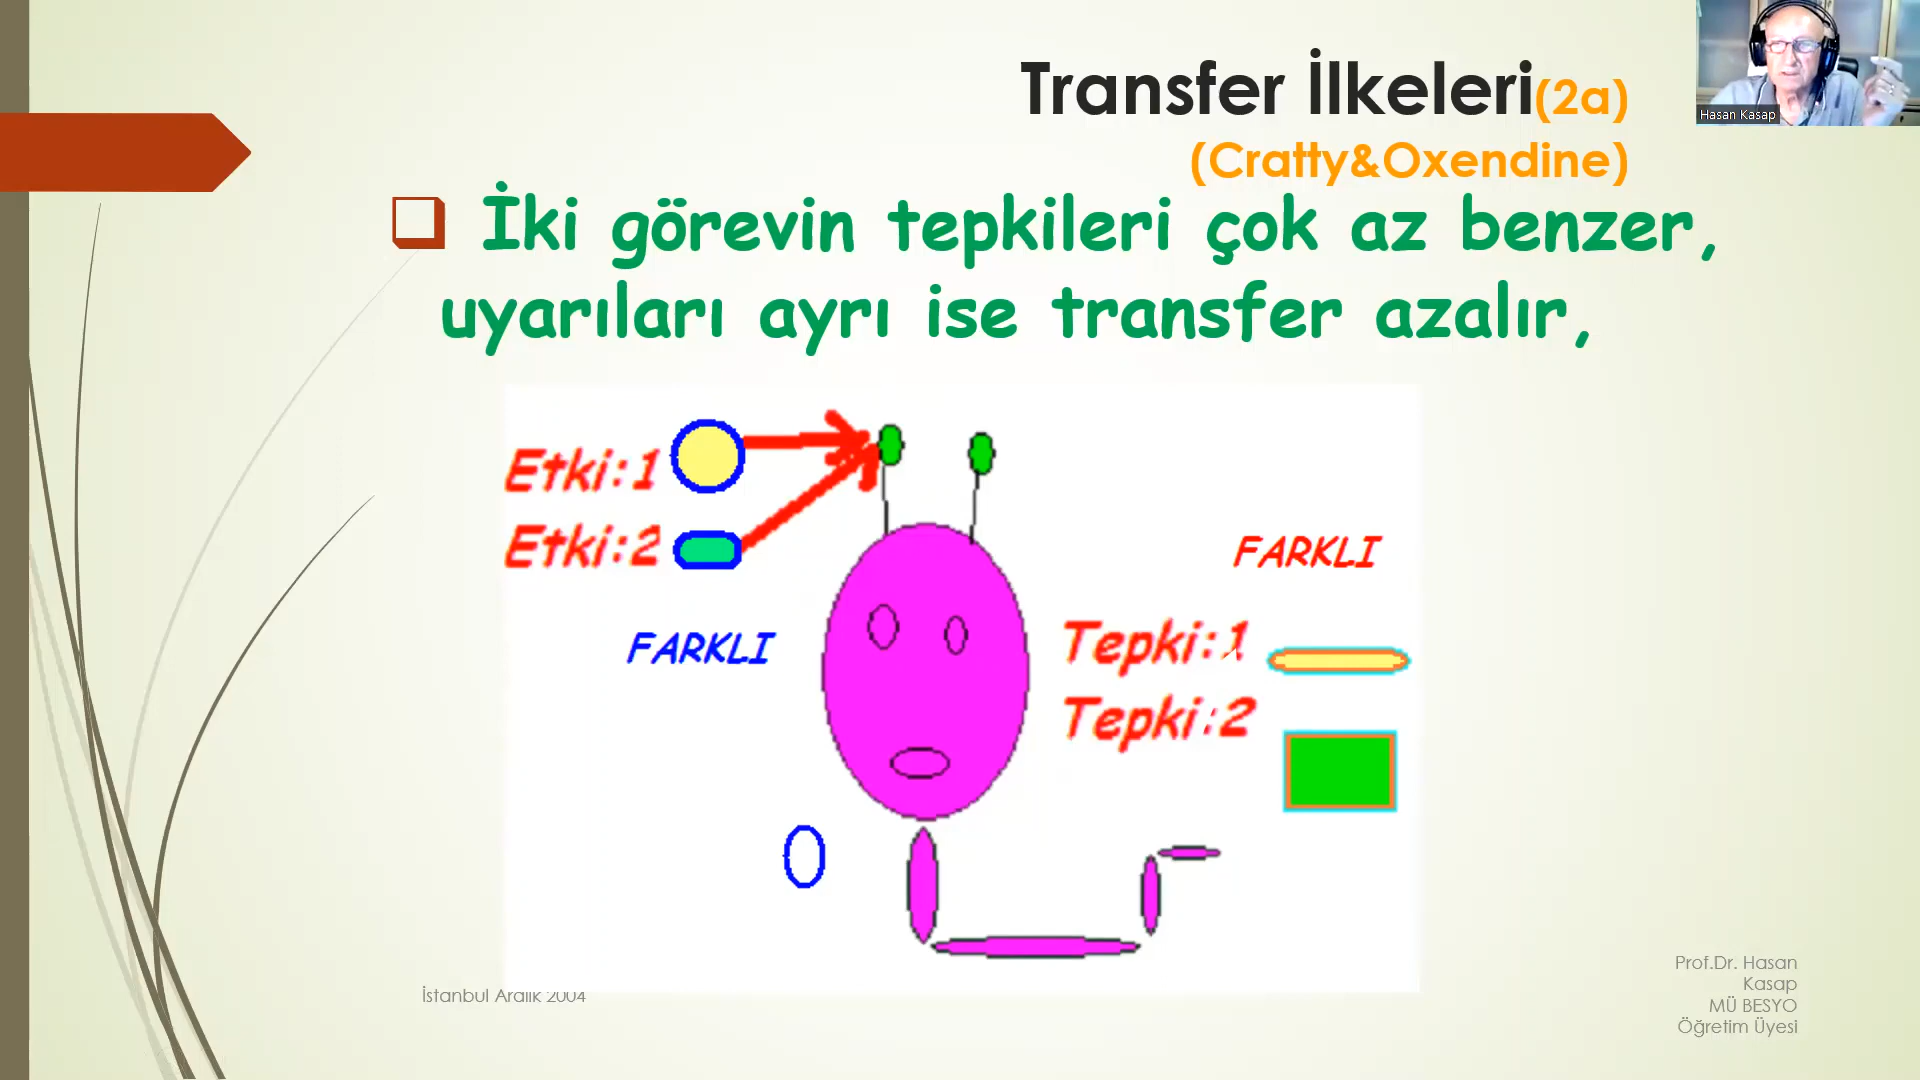 Transfer İlkeleri(2a)
(Cratty&Oxendine)
Hasan Kasap
İki görevin tepkileri çok az benzer,
uyarıları ayrı ise transfer azalır,
Etki:1
Etki:2
FARKLI
FARKLI
Tepki:1
Tepki:2
İstanbul Aralık 2004
Prof.Dr. Hasan
Kasap
MÜ BESYO
Öğretim Üyesi